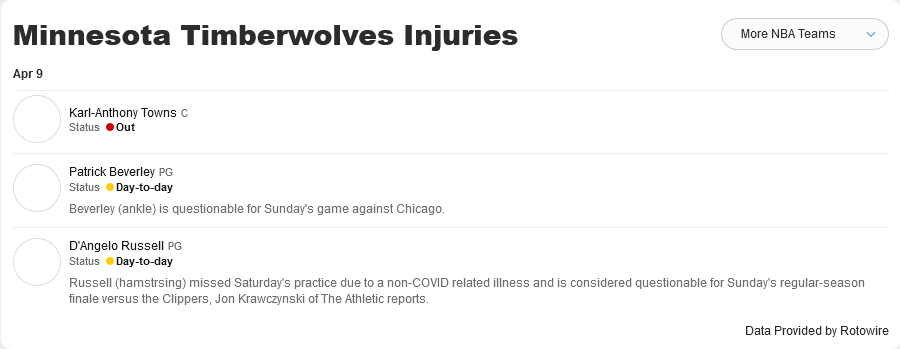 Minnesota Timberwolves Injuries
More NBA Teams
Apr 9
Karl-Anthony Towns C
Status Out
Patrick Beverley PG
Status Day-to-day
Beverley (ankle) is questionable for Sunday's game against Chicago.
D'Angelo Russell PG
Status Day-to-day
Russell (hamstrsing) missed Saturday's practice due to a non-COVID related illness and is considered questionable for Sunday's regular-season
finale versus the Clippers, Jon Krawczynski of The Athletic reports.
Data Provided by Rotowire